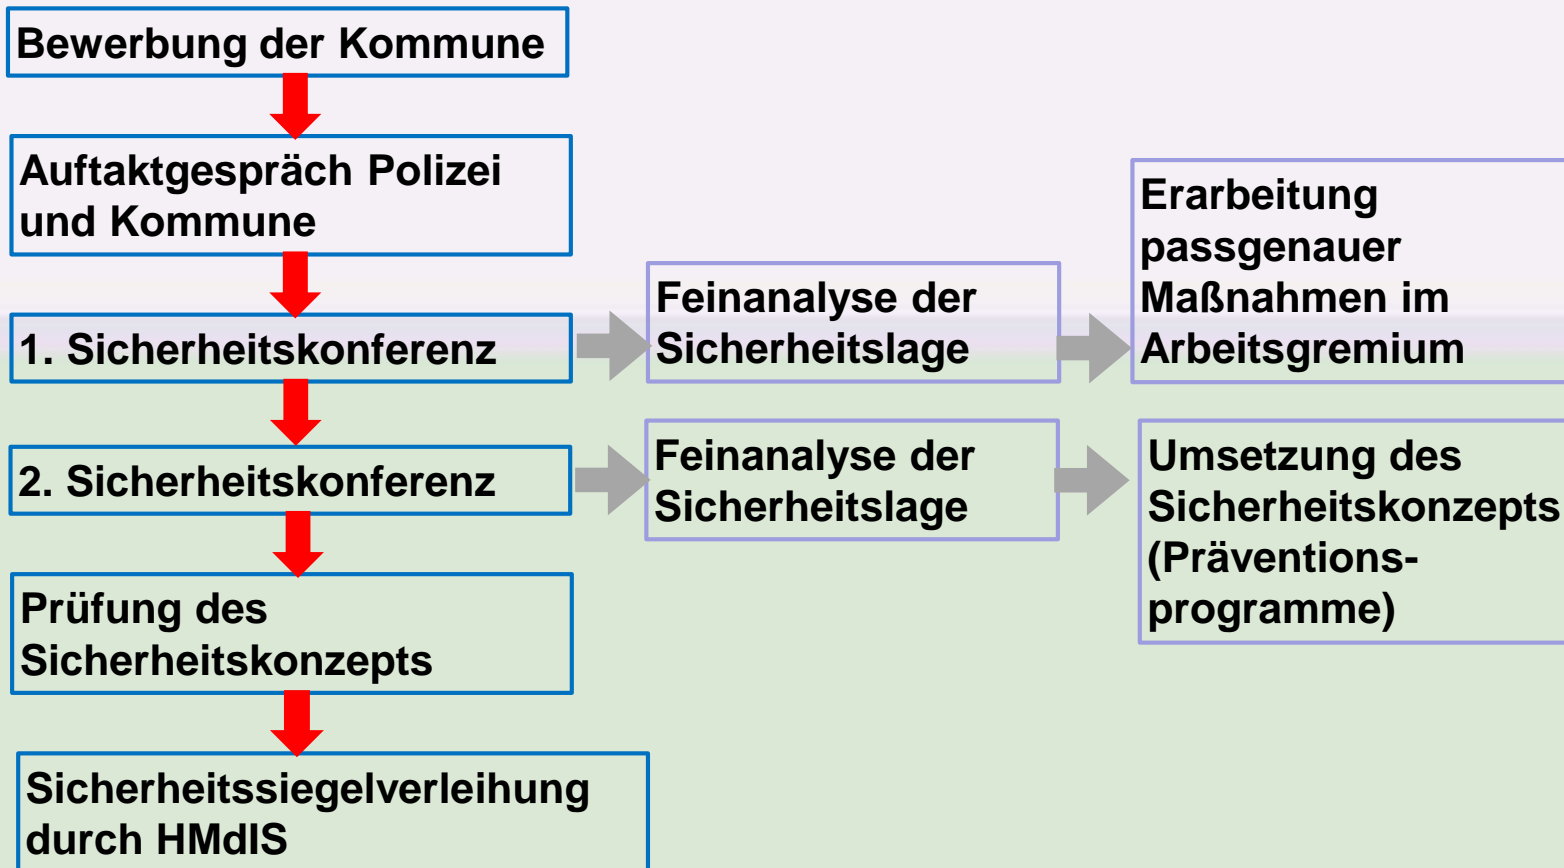 Bewerbung der Kommune
Auftaktgespräch Polizei
und Kommune
1. Sicherheitskonferenz
Feinanalyse der
Sicherheitslage
Erarbeitung
passgenauer
Maßnahmen im
Arbeitsgremium
2. Sicherheitskonferenz
Feinanalyse der
Sicherheitslage
Umsetzung des
Sicherheitskonzepts
(Präventions-
programme)
Prüfung des
Sicherheitskonzepts
Sicherheitssiegelverleihung
durch HMdIS